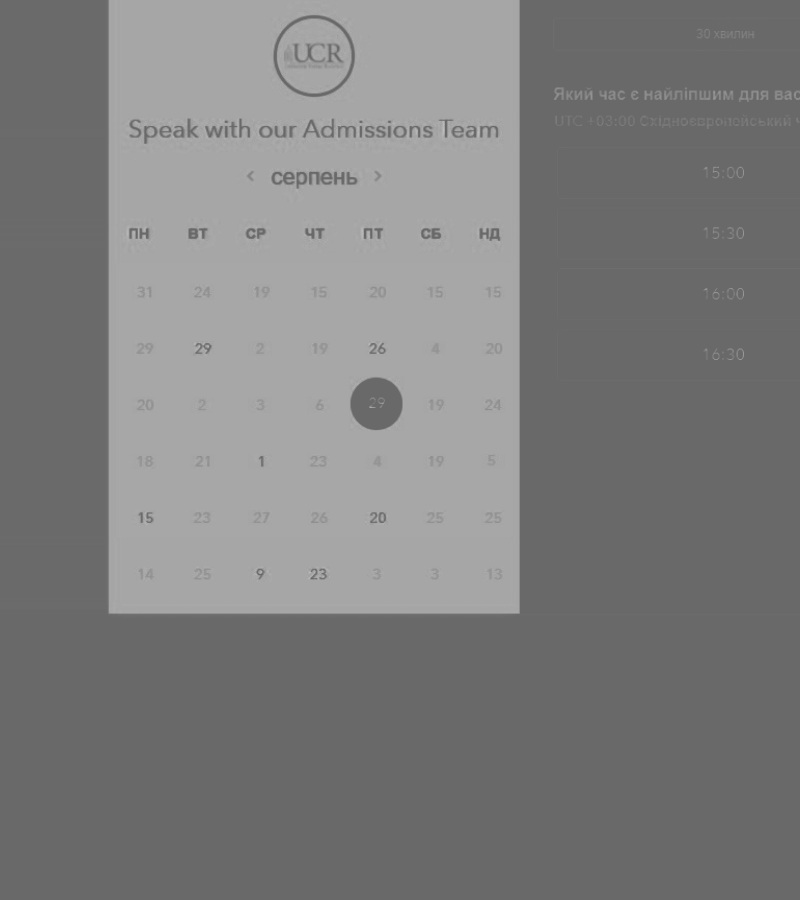 UCR
Speak with our Admissions Team
< серпень >
ПН ВТ СР ЧТ ПТ СБ НД
31 24 19 15 20 15 15
29 29 2 19 26 4 20
20 2 3 6 29 19 24
18 21 1 23 4 19 5
15 23 27 26 20 25 25
14 25 9 23 3 3 13
30 хвилин
Який час є найліпшим для вас
UTC +03:00 Східноєвропейський ч
15:00
15:30
16:00
16:30